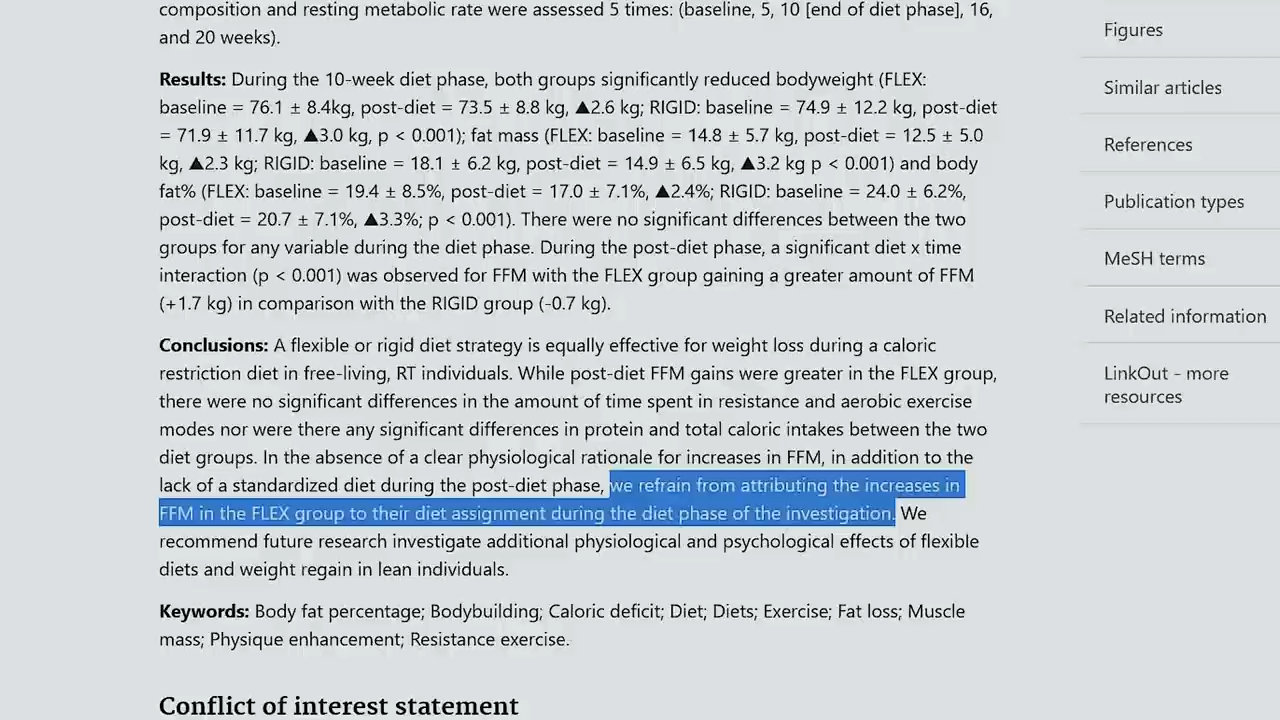 composition and resting metabolic rate were assessed 5 times: (baseline, 5, 10 [end of diet phase], 16,
and 20 weeks).
Results: During the 10-week diet phase, both groups significantly reduced bodyweight (FLEX:
baseline = 76.1 ± 8.4kg, post-diet = 73.5 ± 8.8 kg, ▲2.6 kg; RIGID: baseline = 74.9 ± 12.2 kg, post-diet
= 71.9 ± 11.7 kg, ▲3.0 kg, p < 0.001); fat mass (FLEX: baseline = 14.8 ± 5.7 kg, post-diet = 12.5 ± 5.0
kg, ▲2.3 kg; RIGID: baseline = 18.1 ± 6.2 kg, post-diet = 14.9 ± 6.5 kg, ▲3.2 kg p < 0.001) and body
fat% (FLEX: baseline = 19.4 ± 8.5%, post-diet = 17.0 ± 7.1%, ▲2.4%; RIGID: baseline = 24.0 ± 6.2%,
post-diet = 20.7 ± 7.1%, ▲3.3%; p < 0.001). There were no significant differences between the two
groups for any variable during the diet phase. During the post-diet phase, a significant diet x time
interaction (p < 0.001) was observed for FFM with the FLEX group gaining a greater amount of FFM
(+1.7 kg) in comparison with the RIGID group (-0.7 kg).
Conclusions: A flexible or rigid diet strategy is equally effective for weight loss during a caloric
restriction diet in free-living, RT individuals. While post-diet FFM gains were greater in the FLEX group,
there were no significant differences in the amount of time spent in resistance and aerobic exercise
modes nor were there any significant differences in protein and total caloric intakes between the two
diet groups. In the absence of a clear physiological rationale for increases in FFM, in addition to the
lack of a standardized diet during the post-diet phase, we refrain from attributing the increases in
FFM in the FLEX group to their diet assignment during the diet phase of the investigation. We
recommend future research investigate additional physiological and psychological effects of flexible
diets and weight regain in lean individuals.
Keywords: Body fat percentage; Bodybuilding; Caloric deficit; Diet; Diets; Exercise; Fat loss; Muscle
mass; Physique enhancement; Resistance exercise.
Conflict of interest statement
Figures
Similar articles
References
Publication types
MeSH terms
Related information
LinkOut - more
resources